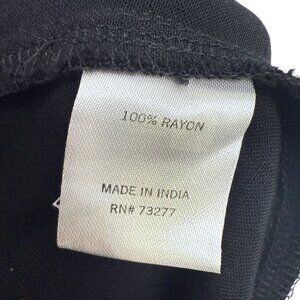 100% RAYON
MADE IN INDIA
RN# 73277